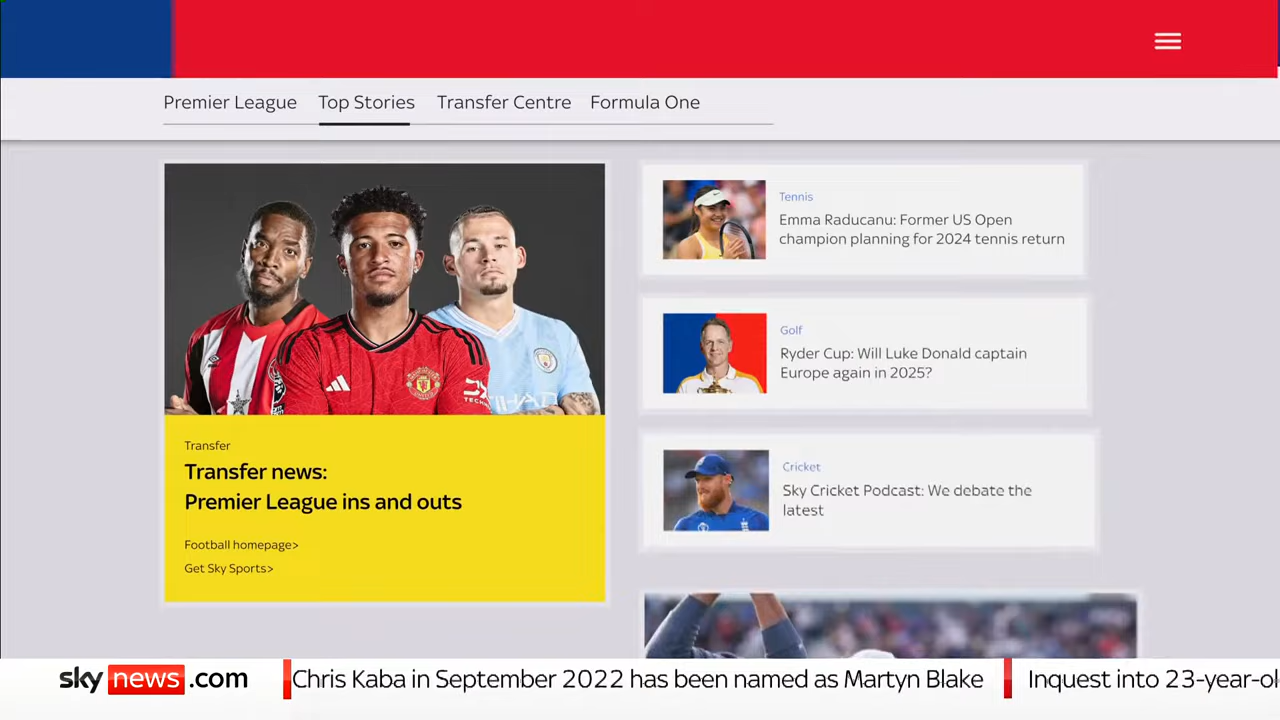 Premier League Top Stories Transfer Centre Formula One
Transfer
Transfer news:
Premier League ins and outs
Football homepage>
Get Sky Sports>
Tennis
Emma Raducanu: Former US Open
champion planning for 2024 tennis return
Golf
Ryder Cup: Will Luke Donald captain
Europe again in 2025?
Cricket
Sky Cricket Podcast: We debate the
latest
sky news .com
Chris Kaba in September 2022 has been named as Martyn Blake
Inquest into 23-year-ol